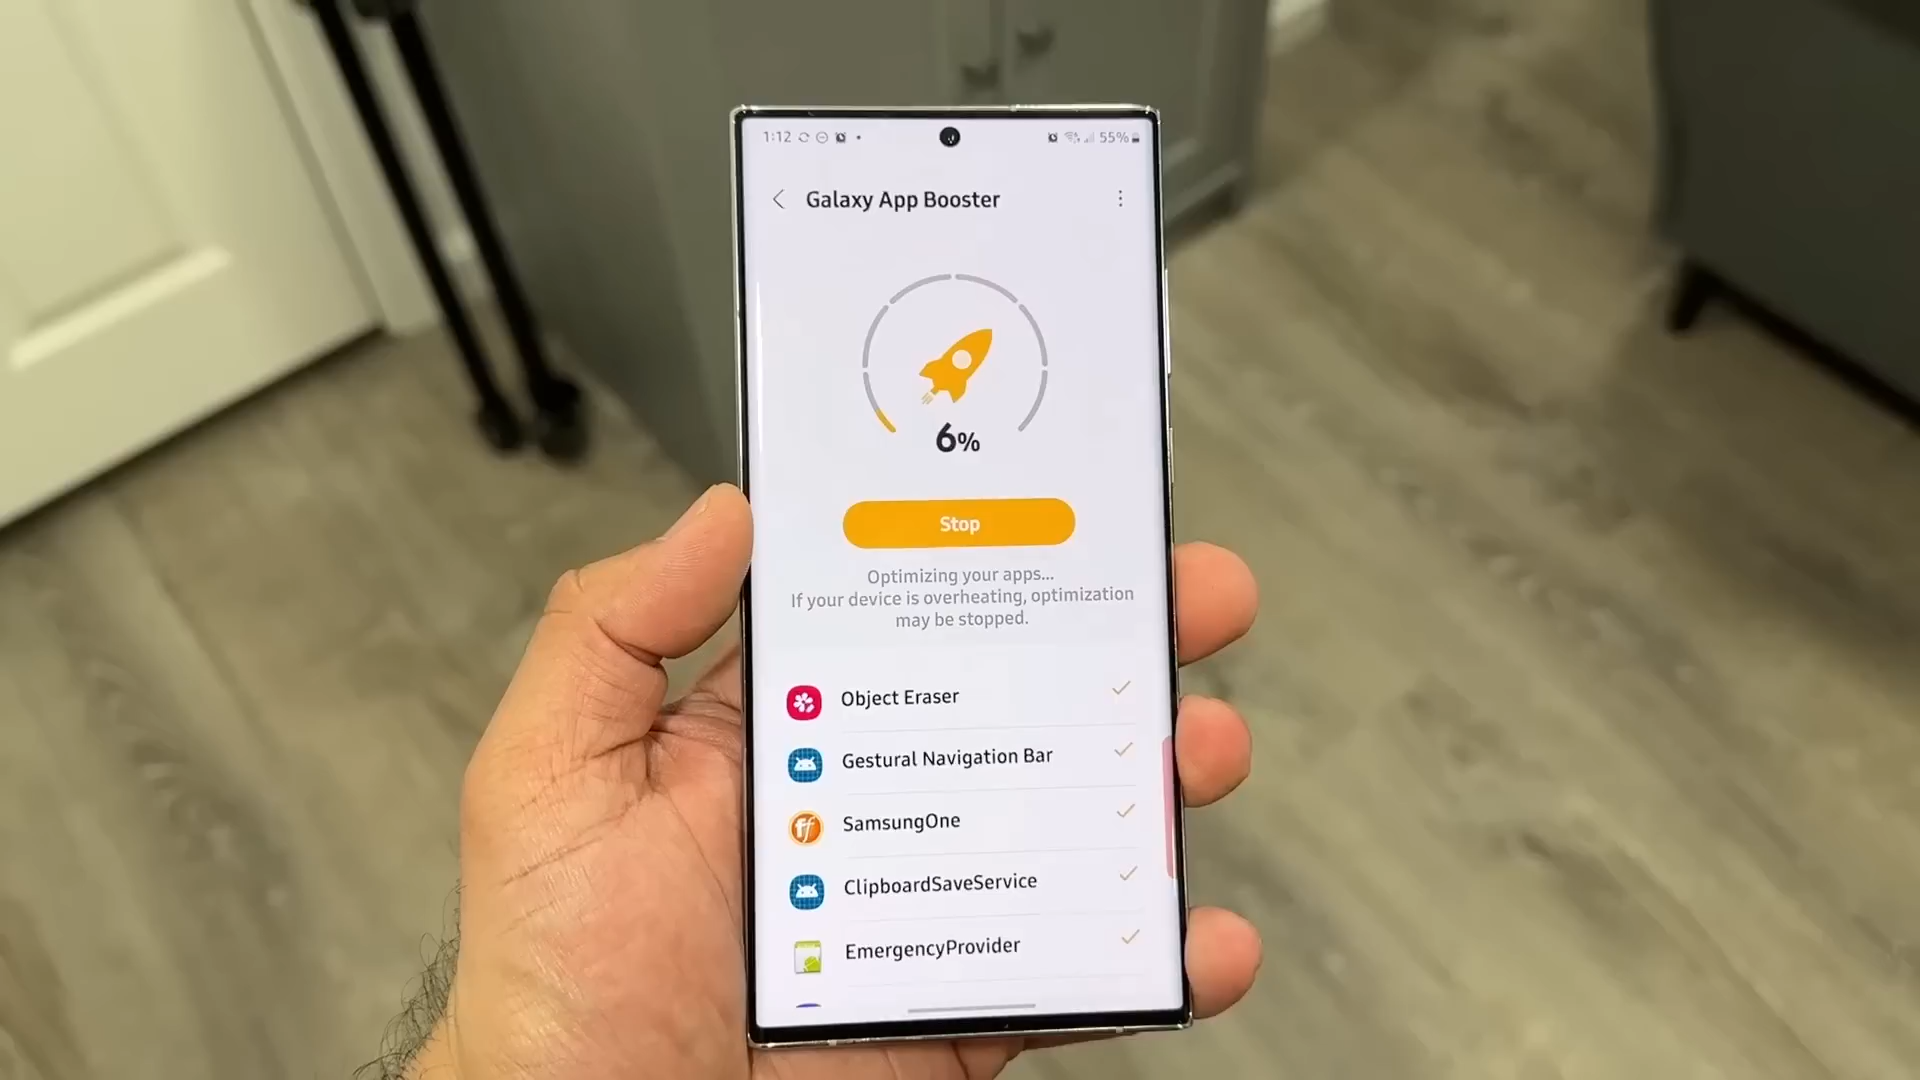 1:12 55%
Galaxy App Booster
6%
Stop
Optimizing your apps...
If your device is overheating, optimization
may be stopped.
Object Eraser
Gestural Navigation Bar
ff SamsungOne
ClipboardSaveService
EmergencyProvider